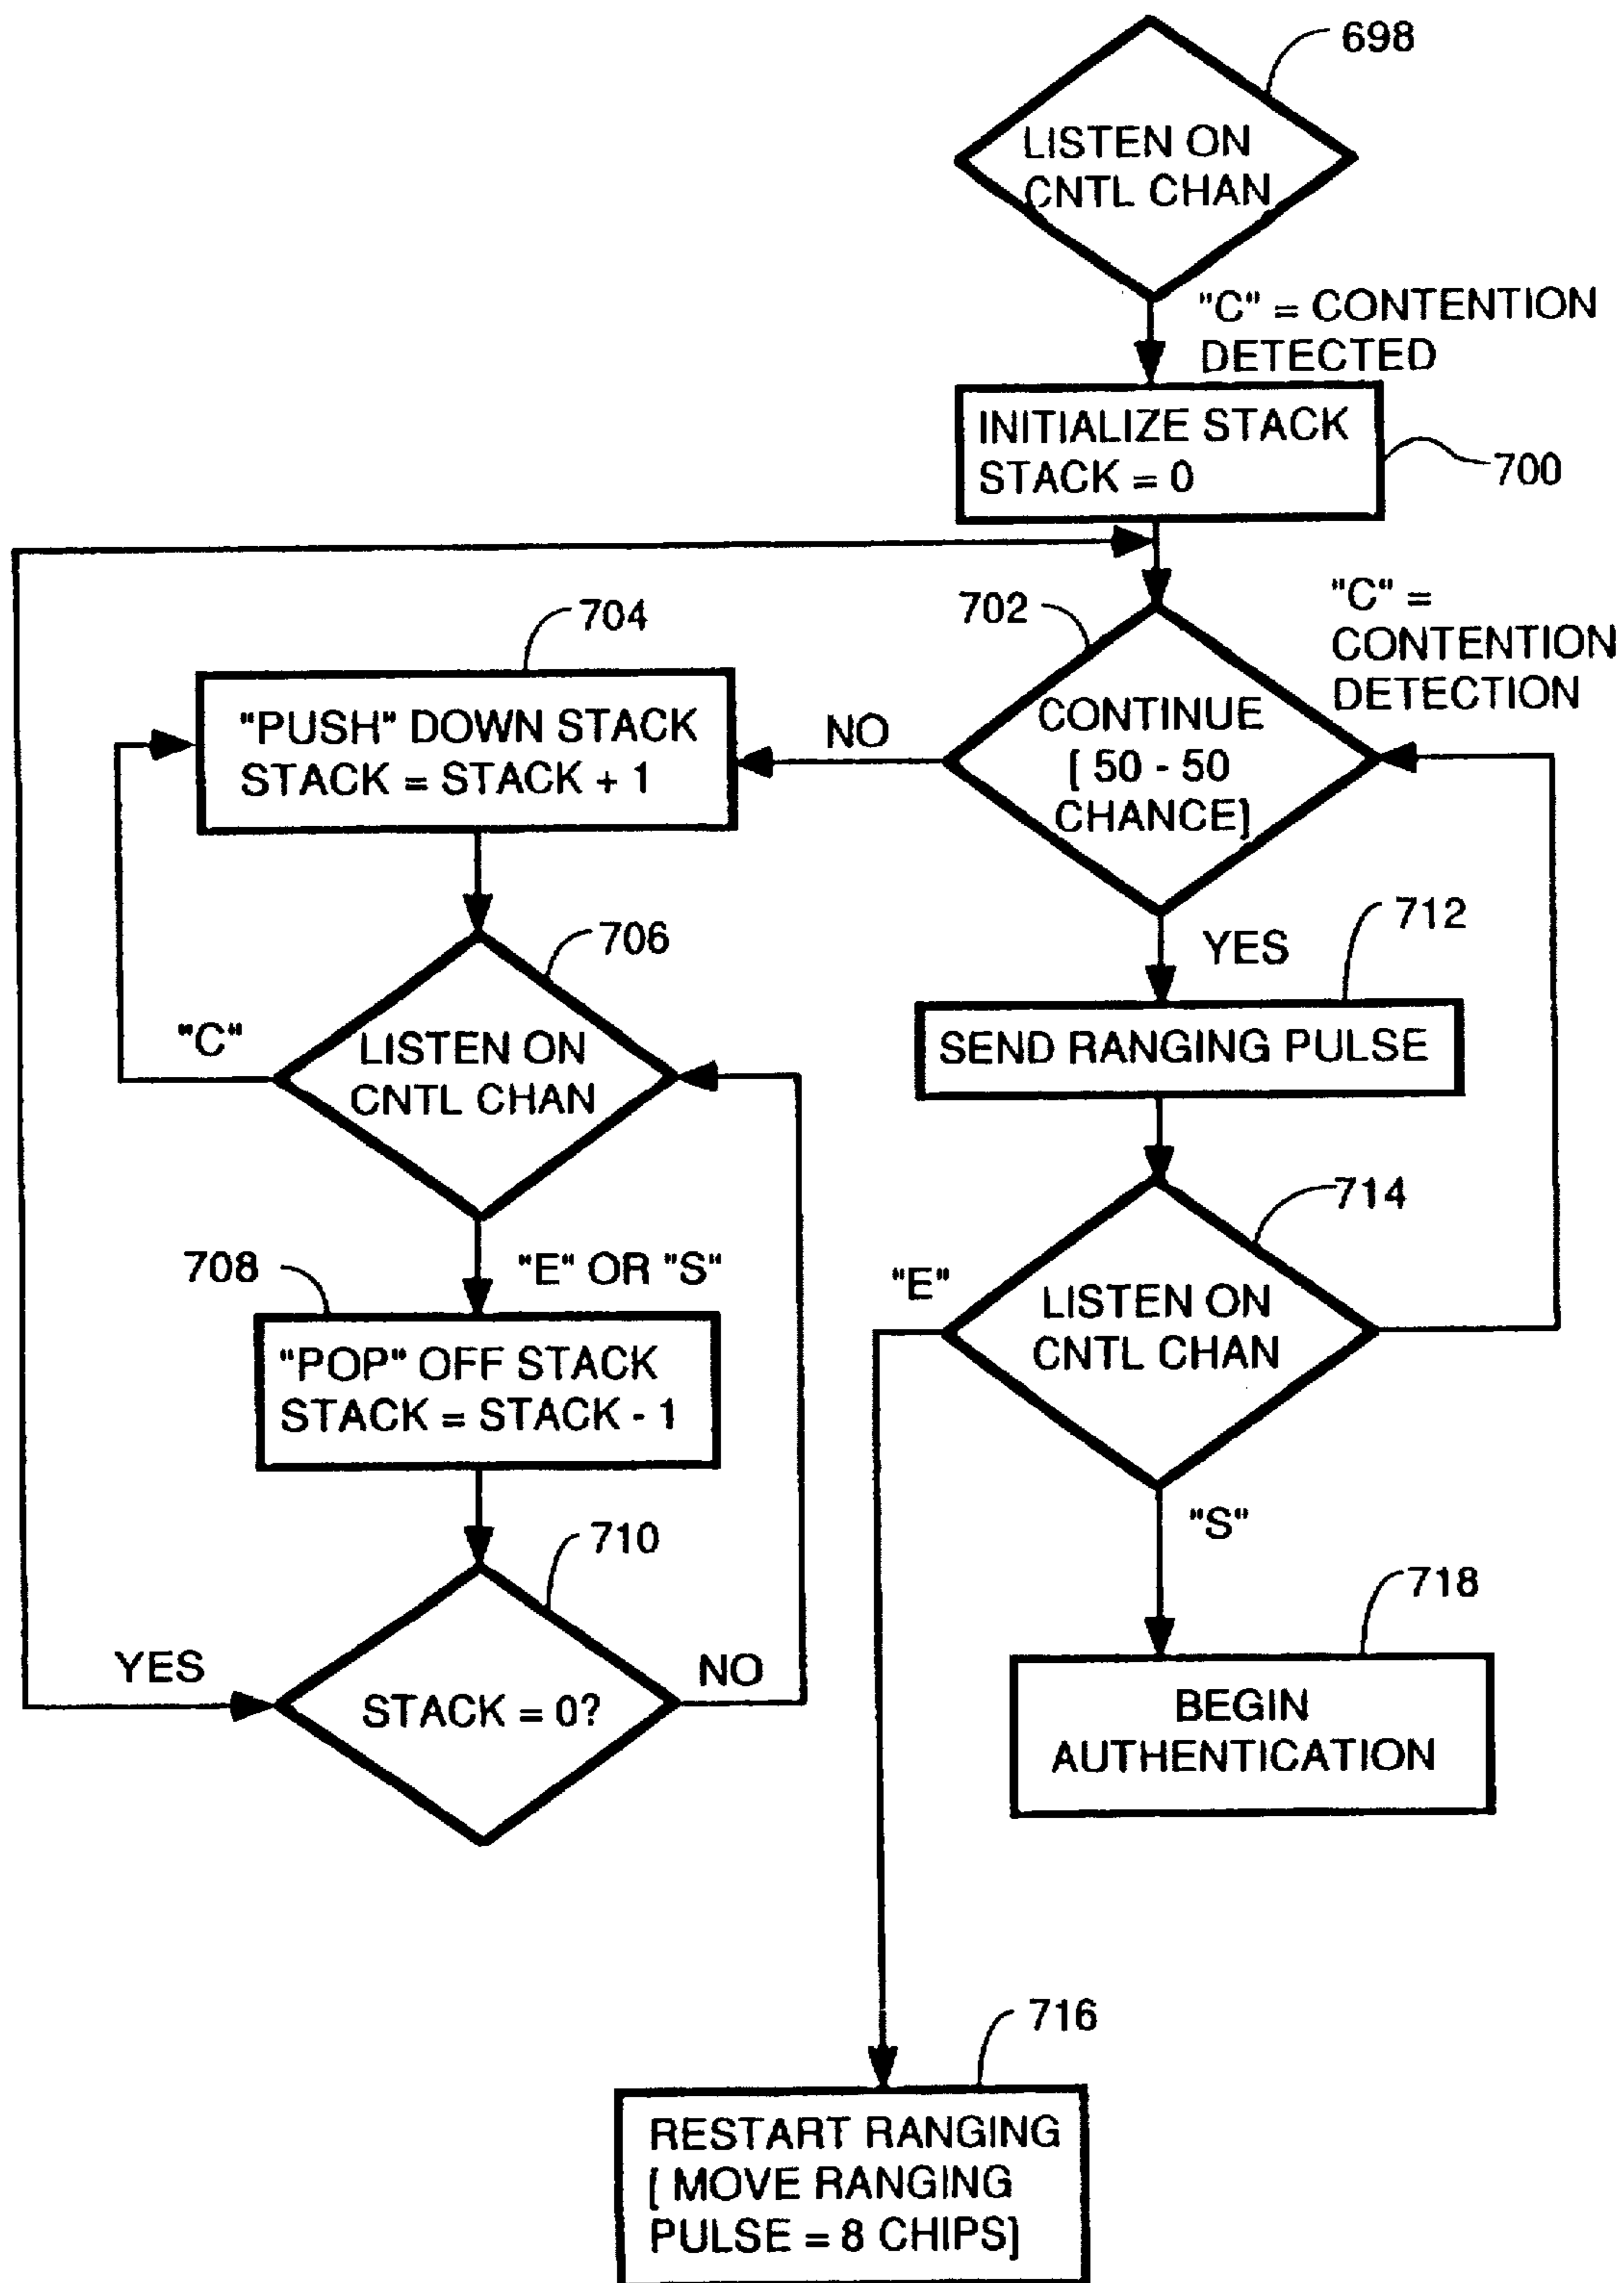 698
LISTEN ON
CNTL CHAN
"C" = CONTENTION
DETECTED
INITIALIZE STACK
STACK = 0
700
702
"C" =
CONTENTION
DETECTION
704
"PUSH" DOWN STACK
STACK = STACK + 1
NO
CONTINUE
[ 50 - 50
CHANCE]
706
YES
712
"C"
LISTEN ON
CNTL CHAN
SEND RANGING PULSE
714
708
"E" OR "S"
"E"
LISTEN ON
CNTL CHAN
"POP" OFF STACK
STACK = STACK - 1
"S"
710
718
YES
NO
STACK = 0?
BEGIN
AUTHENTICATION
716
RESTART RANGING
[ MOVE RANGING
PULSE = 8 CHIPS]